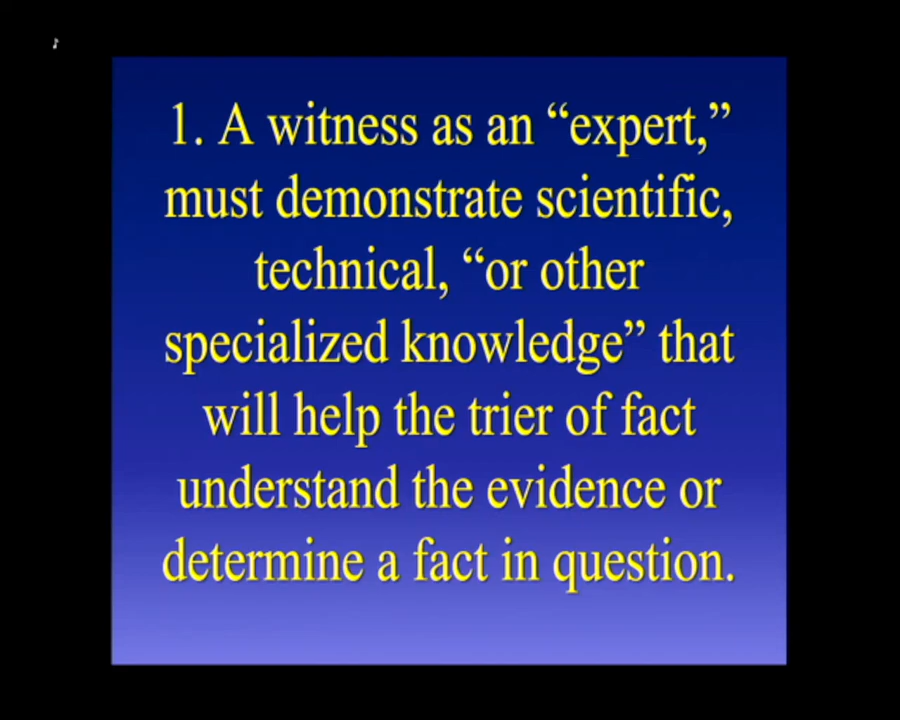 1. A witness as an “expert,”
must demonstrate scientific,
technical, “or other
specialized knowledge” that
will help the trier of fact
understand the evidence or
determine a fact in question.